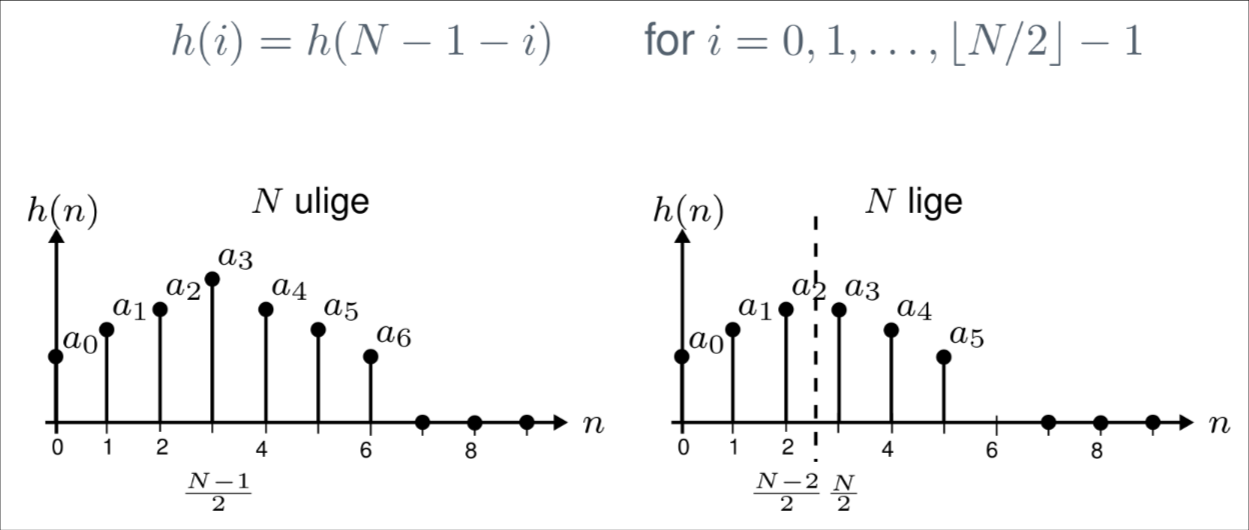 h(i) = h(N − 1 − i) for i = 0, 1, . . . , ⌊N/2⌋ − 1
N ulige
h(n)
a0 a1 a2 a3 a4 a5 a6
n
0 1 2 4 6 8
N−1
2
N lige
h(n)
a0 a1 a2 a3 a4 a5
n
0 1 2 4 6 8
N−2 N
2 2